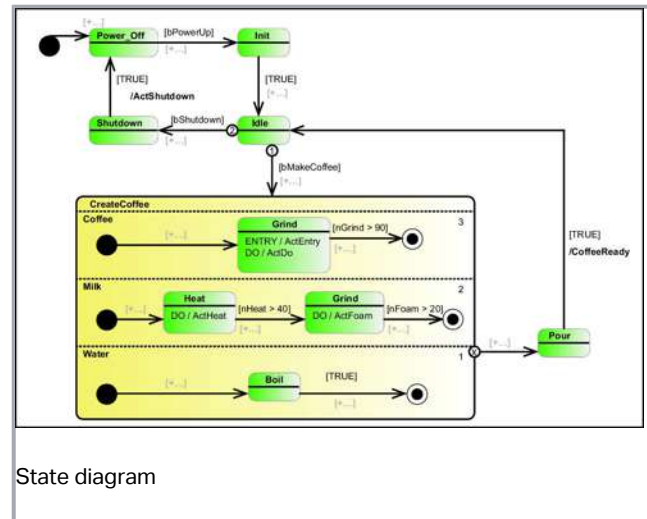 [+...]
Power_Off
[bPowerUp]
Init
[+...]
[TRUE]
/ActShutdown
[TRUE]
[+...]
Shutdown
[bShutdown]
2
Idle
[+...]
1
[bMakeCoffee]
[+...]
CreateCoffee
Coffee
3
[+...]
Grind
ENTRY / ActEntry
DO / ActDo
[nGrind > 90]
[+...]
[TRUE]
/CoffeeReady
Milk
2
[+...]
Heat
DO / ActHeat
[nHeat > 40]
[+...]
Grind
DO / ActFoam
[nFoam > 20]
[+...]
Water
1
X
[+...]
Pour
[+...]
Boil
[TRUE]
[+...]
State diagram